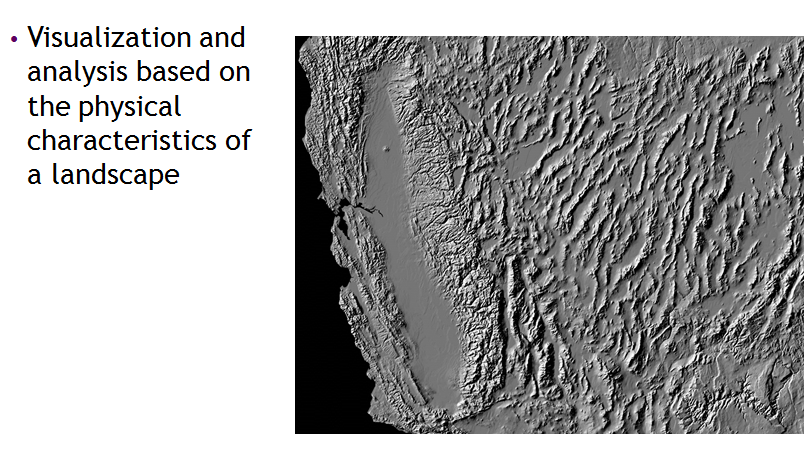 • Visualization and
analysis based on
the physical
characteristics of
a landscape